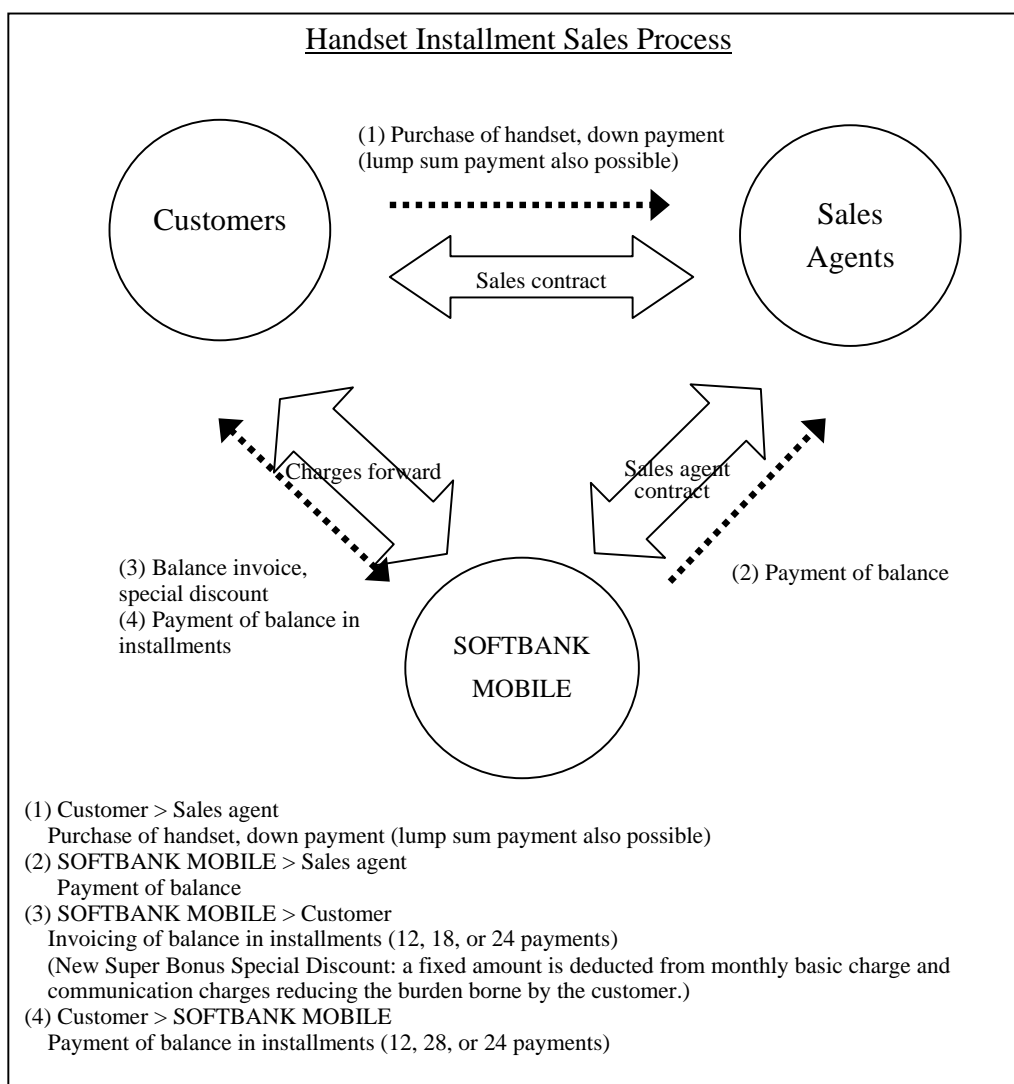 Handset Installment Sales Process
(1) Purchase of handset, down payment
(lump sum payment also possible)
Customers
Sales
Agents
Sales contract
Charges forward
Sales agent
contract
(3) Balance invoice,
special discount
(4) Payment of balance in
installments
(2) Payment of balance
SOFTBANK
MOBILE
(1) Customer > Sales agent
Purchase of handset, down payment (lump sum payment also possible)
(2) SOFTBANK MOBILE > Sales agent
Payment of balance
(3) SOFTBANK MOBILE > Customer
Invoicing of balance in installments (12, 18, or 24 payments)
(New Super Bonus Special Discount: a fixed amount is deducted from monthly basic charge and
communication charges reducing the burden borne by the customer.)
(4) Customer > SOFTBANK MOBILE
Payment of balance in installments (12, 28, or 24 payments)